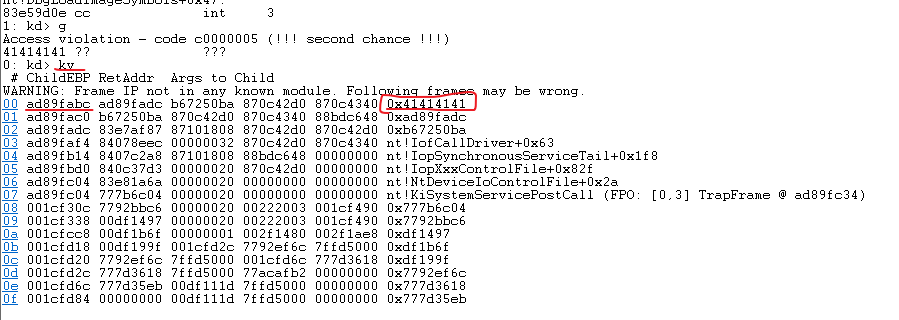 nt!DbgLoadImageSymbols+0x47:
83e59d0e cc              int     3
1: kd> g
Access violation - code c0000005 (!!! second chance !!!)
41414141 ??              ???
0: kd> kv
 # ChildEBP RetAddr  Args to Child
WARNING: Frame IP not in any known module. Following frames may be wrong.
00 ad89fabc ad89fadc b67250ba 870c42d0 870c4340 0x41414141
01 ad89fac0 b67250ba 870c42d0 870c4340 88bdc648 0xad89fadc
02 ad89fadc 83e7af87 87101808 870c42d0 870c42d0 0xb67250ba
03 ad89faf4 84078eec 00000032 870c42d0 870c4340 nt!IofCallDriver+0x63
04 ad89fb14 8407c2a8 87101808 88bdc648 00000000 nt!IopSynchronousServiceTail+0x1f8
05 ad89fbd0 840c37d3 00000020 870c42d0 00000000 nt!IopXxxControlFile+0x82f
06 ad89fc04 83e81a6a 00000020 00000000 00000000 nt!NtDeviceIoControlFile+0x2a
07 ad89fc04 777b6c04 00000020 00000000 00000000 nt!KiSystemServicePostCall (FPO: [0,3] TrapFrame @ ad89fc34)
08 001cf30c 7792bbc6 00000020 00222003 001cf490 0x777b6c04
09 001cf338 00df1497 00000020 00222003 001cf490 0x7792bbc6
0a 001cfcc8 00df1b6f 00000001 002f1480 002f1ae8 0xdf1497
0b 001cfd18 00df199f 001cfd2c 7792ef6c 7ffd5000 0xdf1b6f
0c 001cfd20 7792ef6c 7ffd5000 001cfd6c 777d3618 0xdf199f
0d 001cfd2c 777d3618 7ffd5000 77acafb2 00000000 0x7792ef6c
0e 001cfd6c 777d35eb 00df111d 7ffd5000 00000000 0x777d3618
0f 001cfd84 00000000 00df111d 7ffd5000 00000000 0x777d35eb